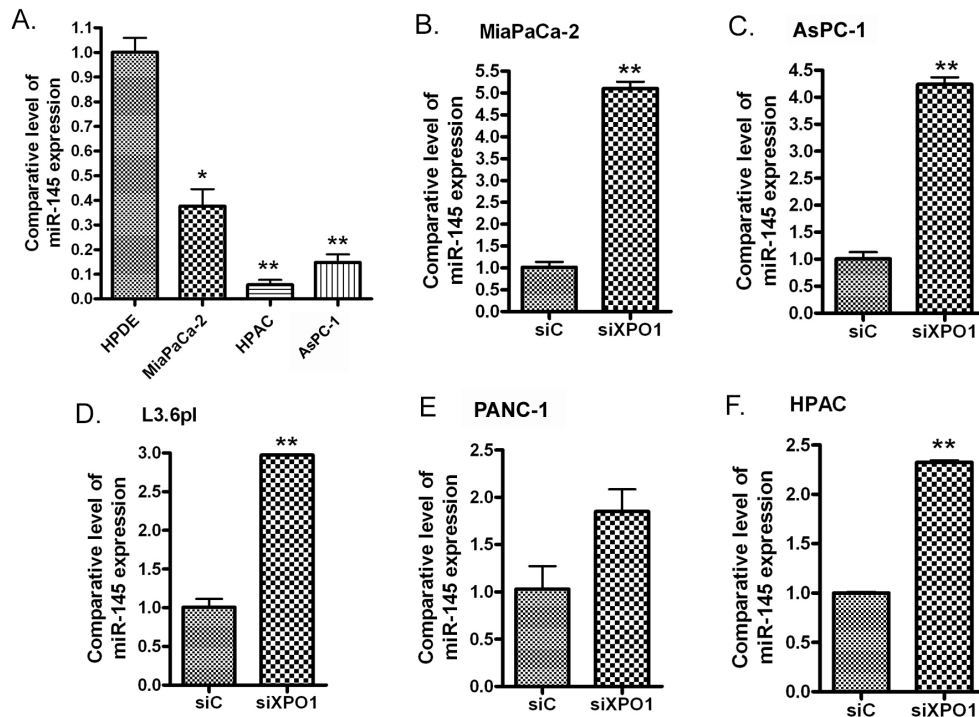 A.
Comparative level of
miR-145 expression
1.1
1.0
0.9
0.8
0.7
0.6
0.5
0.4
0.3
0.2
0.1
0.0
*
**
**
HPDE
MiaPaCa-2
HPAC
AsPC-1
B.
MiaPaCa-2
Comparative level of
miR-145 expression
5.5
5.0
4.5
4.0
3.5
3.0
2.5
2.0
1.5
1.0
0.5
0.0
**
siC
siXPO1
C.
AsPC-1
Comparative level of
miR-145 expression
4.5
4.0
3.5
3.0
2.5
2.0
1.5
1.0
0.5
0.0
**
siC
siXPO1
D.
L3.6pl
Comparative level of
miR-145 expression
3.0
2.5
2.0
1.5
1.0
0.5
0.0
**
siC
siXPO1
E
PANC-1
Comparative level of
miR-145 expression
2.5
2.0
1.5
1.0
0.5
0.0
siC
siXPO1
F.
HPAC
Comparative level of
miR-145 expression
2.5
2.0
1.5
1.0
0.5
0.0
**
siC
siXPO1